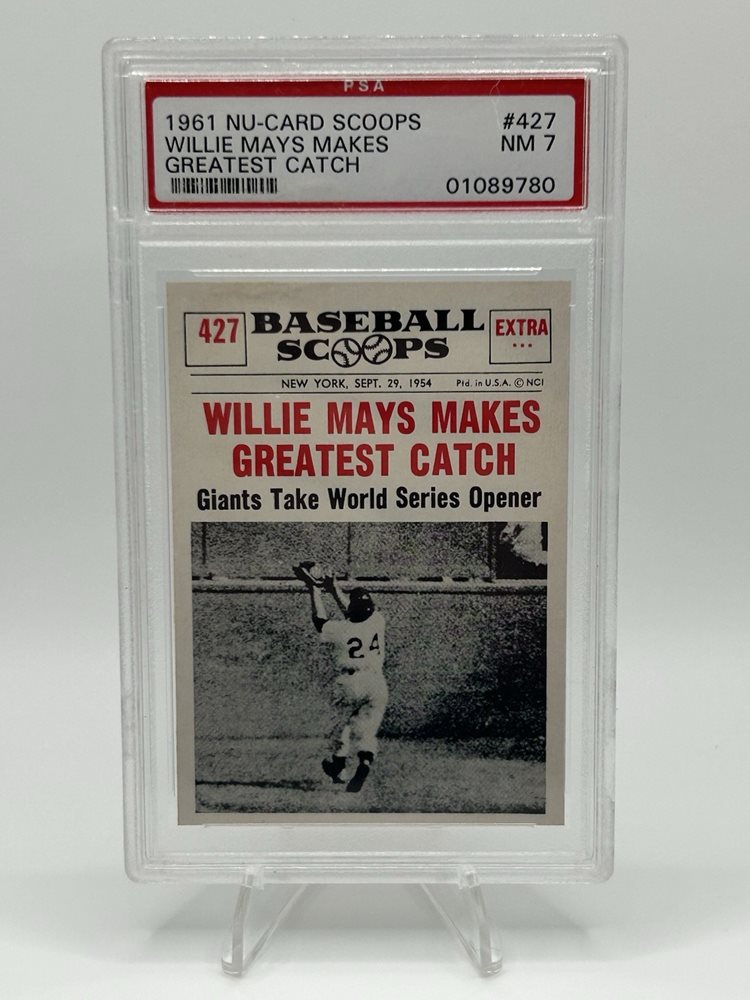 PSA
1961 NU-CARD SCOOPS #427
WILLIE MAYS MAKES NM 7
GREATEST CATCH
01089780
427 BASEBALL SCOOPS EXTRA
NEW YORK, SEPT. 29, 1954 Ptd. in U.S.A. © NCI
WILLIE MAYS MAKES
GREATEST CATCH
Giants Take World Series Opener
24